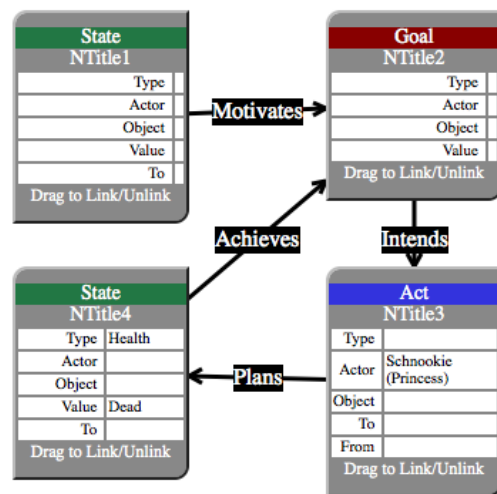 State
NTitle1
Type
Actor
Object
Value
To
Drag to Link/Unlink
Motivates
Goal
NTitle2
Type
Actor
Object
Value
Drag to Link/Unlink
Achieves
Intends
State
NTitle4
Type Health
Actor
Object
Value Dead
To
Drag to Link/Unlink
Plans
Act
NTitle3
Type
Actor Schnookie
(Princess)
Object
To
From
Drag to Link/Unlink